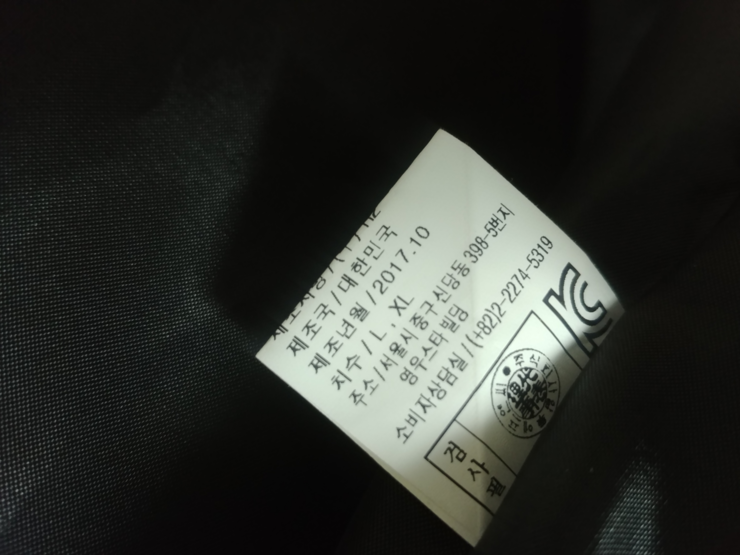 제조국/대한민국
제조년월/2017.10
치수/L, XL
주소/서울시 중구 신당동 398-5번지
영우스타빌딩
소비자상담실/(+82)2-2274-5319
검사필